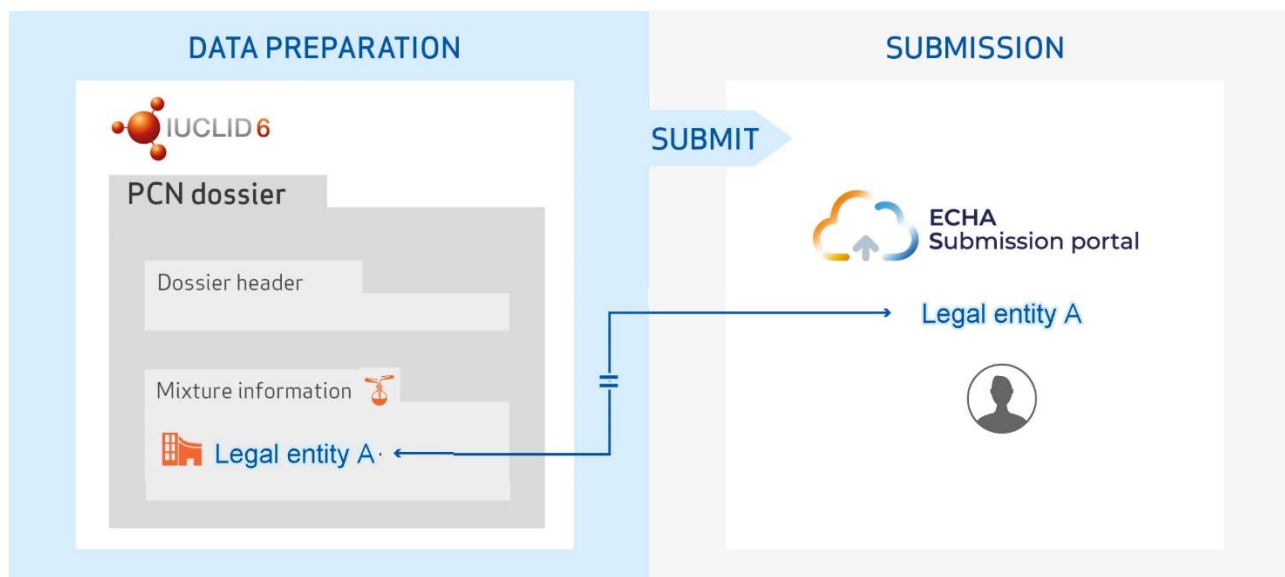 DATA PREPARATION
SUBMISSION
IUCLID 6
SUBMIT
PCN dossier
ECHA
Submission portal
Dossier header
Legal entity A
=
Mixture information
Legal entity A